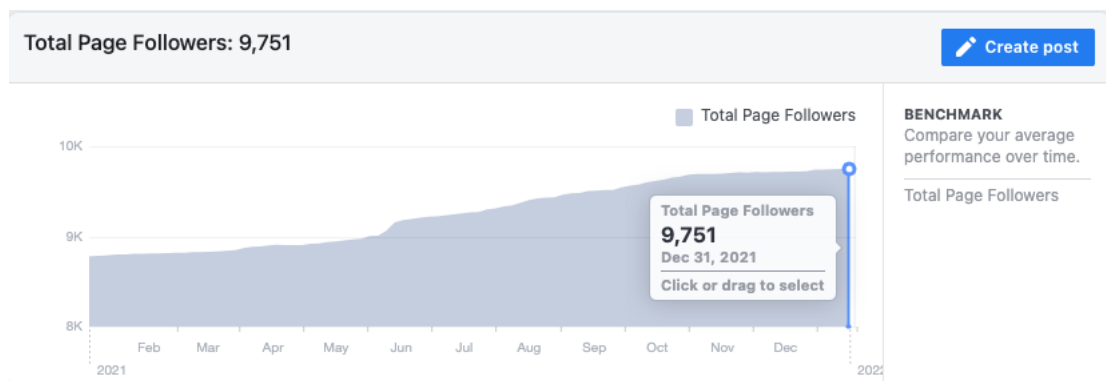 Total Page Followers: 9,751
Create post
Total Page Followers
BENCHMARK
Compare your average
performance over time.
Total Page Followers
10K
9K
8K
Total Page Followers
9,751
Dec 31, 2021
Click or drag to select
Feb Mar Apr May Jun Jul Aug Sep Oct Nov Dec
2021 2022